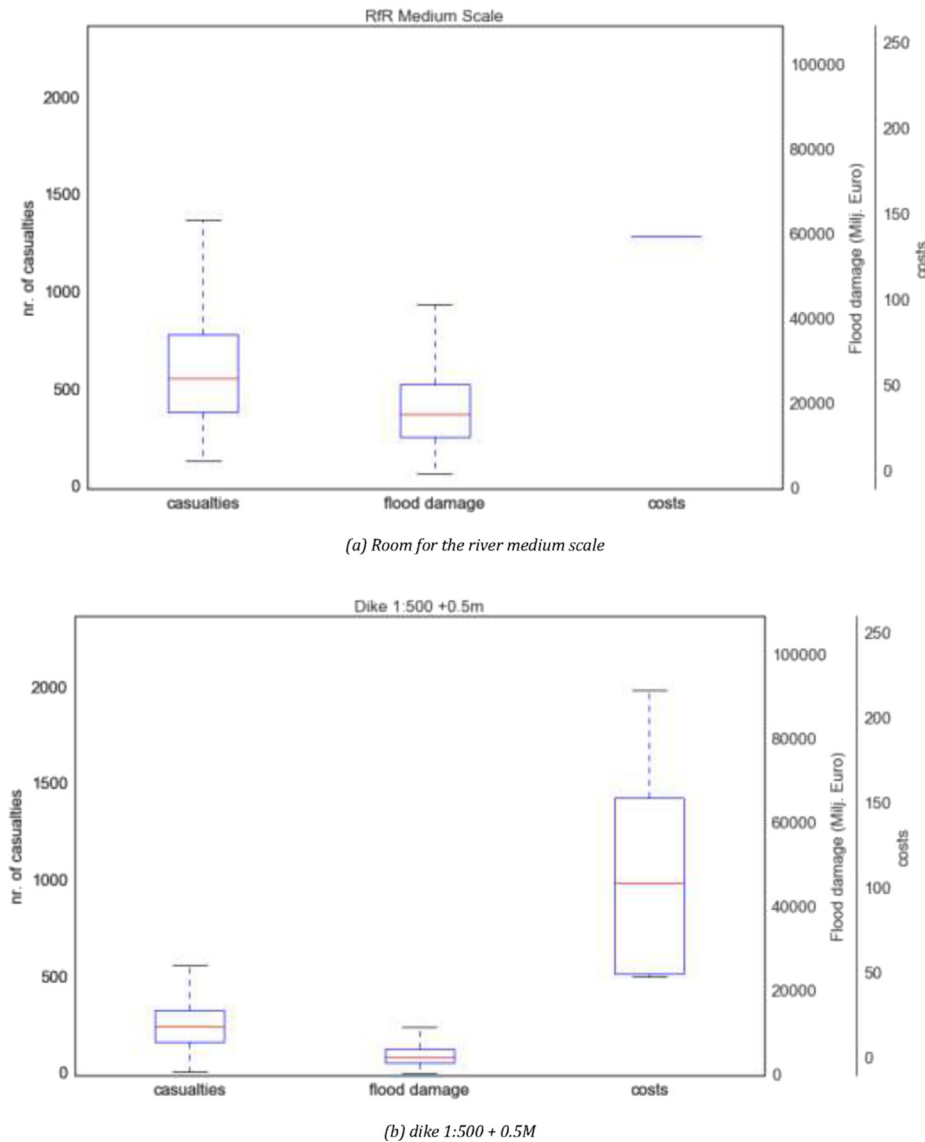 RfR Medium Scale
2000
1500
1000
500
0
nr. of casualties
casualties
flood damage
costs
100000
80000
60000
40000
20000
0
Flood damage (Milj. Euro)
250
200
150
100
50
0
costs
(a) Room for the river medium scale
Dike 1:500 +0.5m
2000
1500
1000
500
0
nr. of casualties
casualties
flood damage
costs
100000
80000
60000
40000
20000
0
Flood damage (Milj. Euro)
250
200
150
100
50
0
costs
(b) dike 1:500 + 0.5M